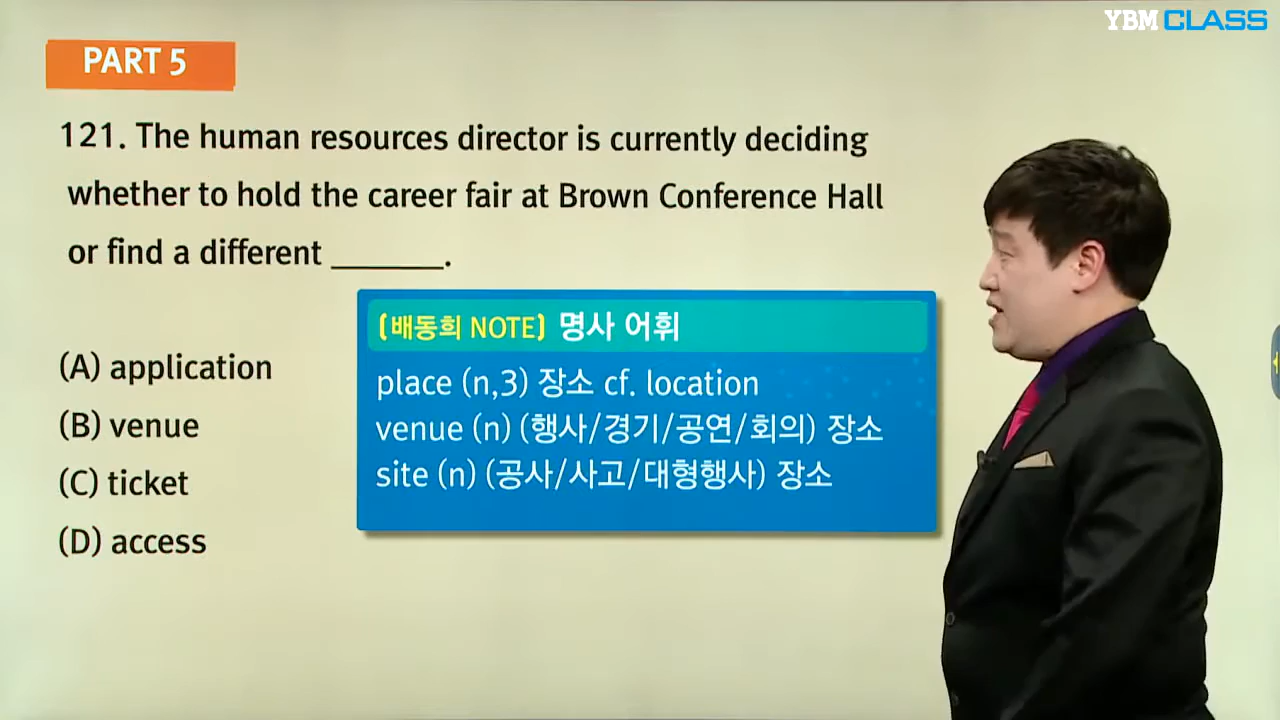 YBM CLASS
PART 5
121. The human resources director is currently deciding
whether to hold the career fair at Brown Conference Hall
or find a different _______.
(A) application
(B) venue
(C) ticket
(D) access
[배동희 NOTE] 명사 어휘
place (n,3) 장소 cf. location
venue (n) (행사/경기/공연/회의) 장소
site (n) (공사/사고/대형행사) 장소